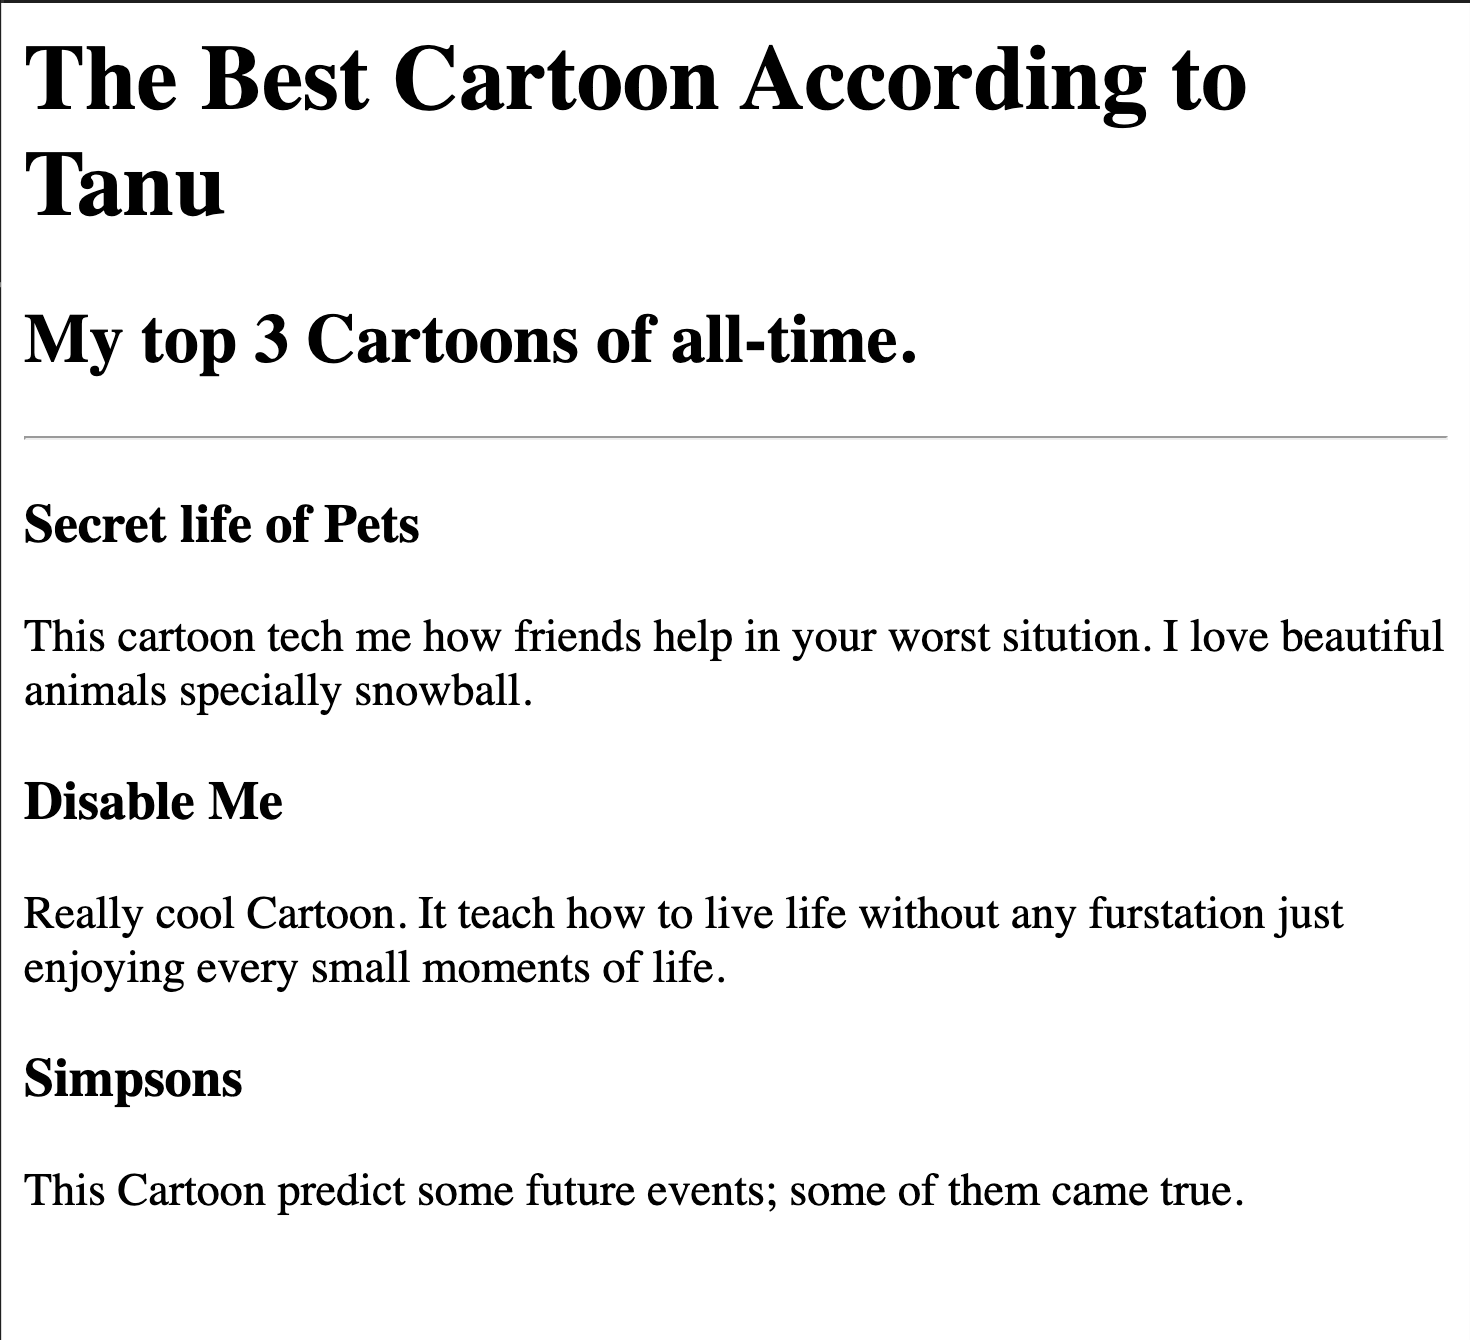 The Best Cartoon According to
Tanu
My top 3 Cartoons of all-time.
Secret life of Pets
This cartoon tech me how friends help in your worst sitution. I love beautiful
animals specially snowball.
Disable Me
Really cool Cartoon. It teach how to live life without any furstation just
enjoying every small moments of life.
Simpsons
This Cartoon predict some future events; some of them came true.